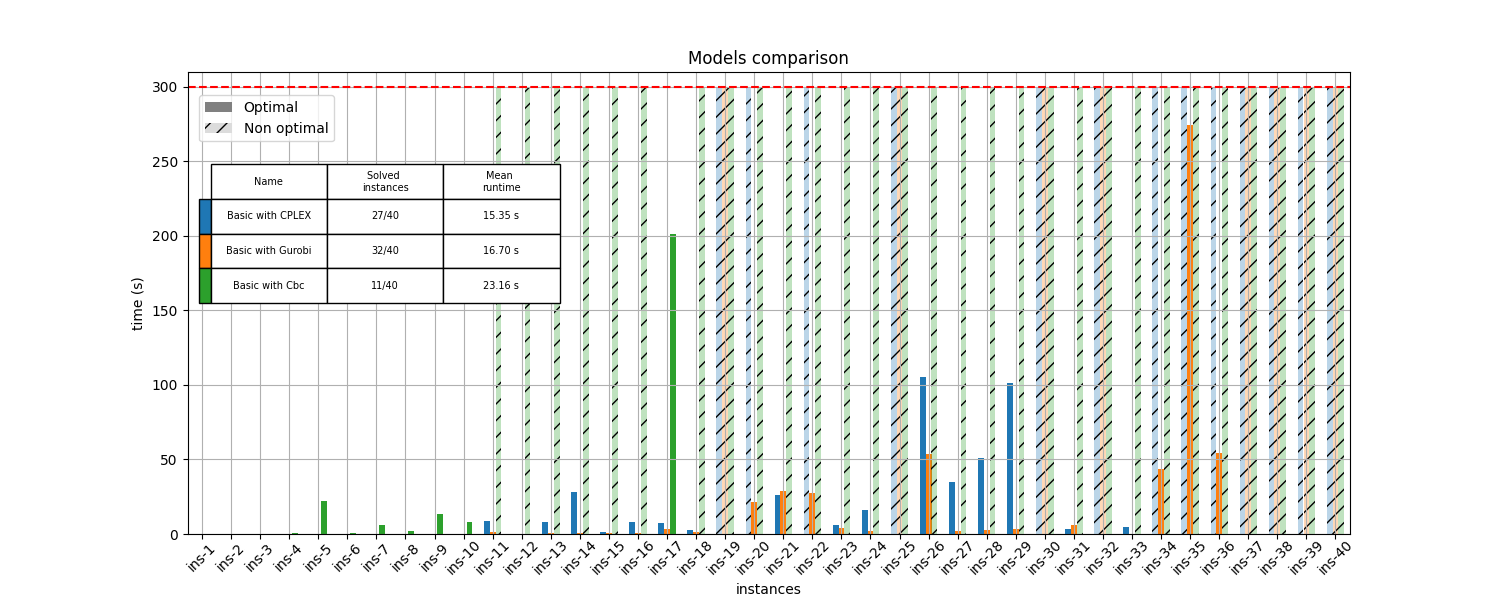 Models comparison
300
250
200
150
100
50
0
time (s)
Optimal
Non optimal
Name
Solved instances
Mean runtime
Basic with CPLEX
27/40
15.35 s
Basic with Gurobi
32/40
16.70 s
Basic with Cbc
11/40
23.16 s
ins-1
ins-2
ins-3
ins-4
ins-5
ins-6
ins-7
ins-8
ins-9
ins-10
ins-11
ins-12
ins-13
ins-14
ins-15
ins-16
ins-17
ins-18
ins-19
ins-20
ins-21
ins-22
ins-23
ins-24
ins-25
ins-26
ins-27
ins-28
ins-29
ins-30
ins-31
ins-32
ins-33
ins-34
ins-35
ins-36
ins-37
ins-38
ins-39
ins-40
instances